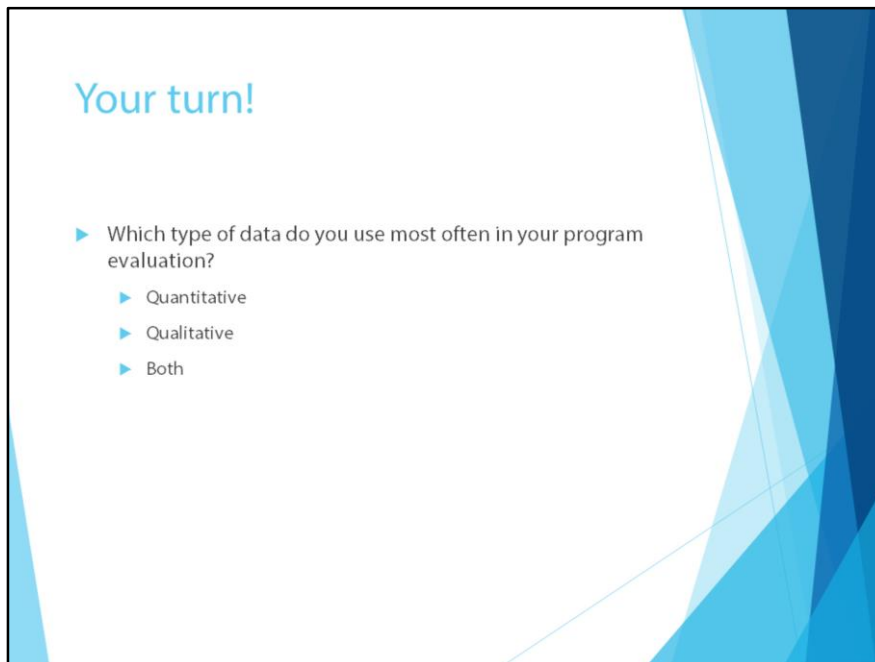 Your turn!
Which type of data do you use most often in your program
evaluation?
Quantitative
Qualitative
Both